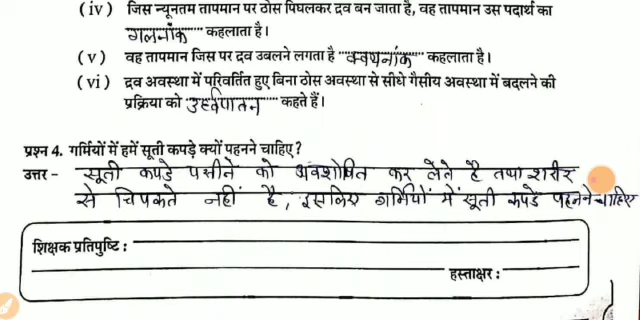 (iv) जिस न्यूनतम तापमान पर ठोस पिघलकर द्रव बन जाता है, वह तापमान उस पदार्थ का
गलनांक कहलाता है।
(v) वह तापमान जिस पर द्रव उबलने लगता है क्वथनांक कहलाता है।
(vi) द्रव अवस्था में परिवर्तित हुए बिना ठोस अवस्था से सीधे गैसीय अवस्था में बदलने की
प्रक्रिया को उर्ध्वपातन कहते हैं।
प्रश्न 4. गर्मियों में हमें सूती कपड़े क्यों पहनने चाहिए?
उत्तर - सूती कपडे पसीने को अवशोषित कर लेते है तथा शरीर
से चिपकते नहीं है, इसलिए गर्मियों में सूती कपडे पहनने चाहिए
शिक्षक प्रतिपुष्टि :
हस्ताक्षर :